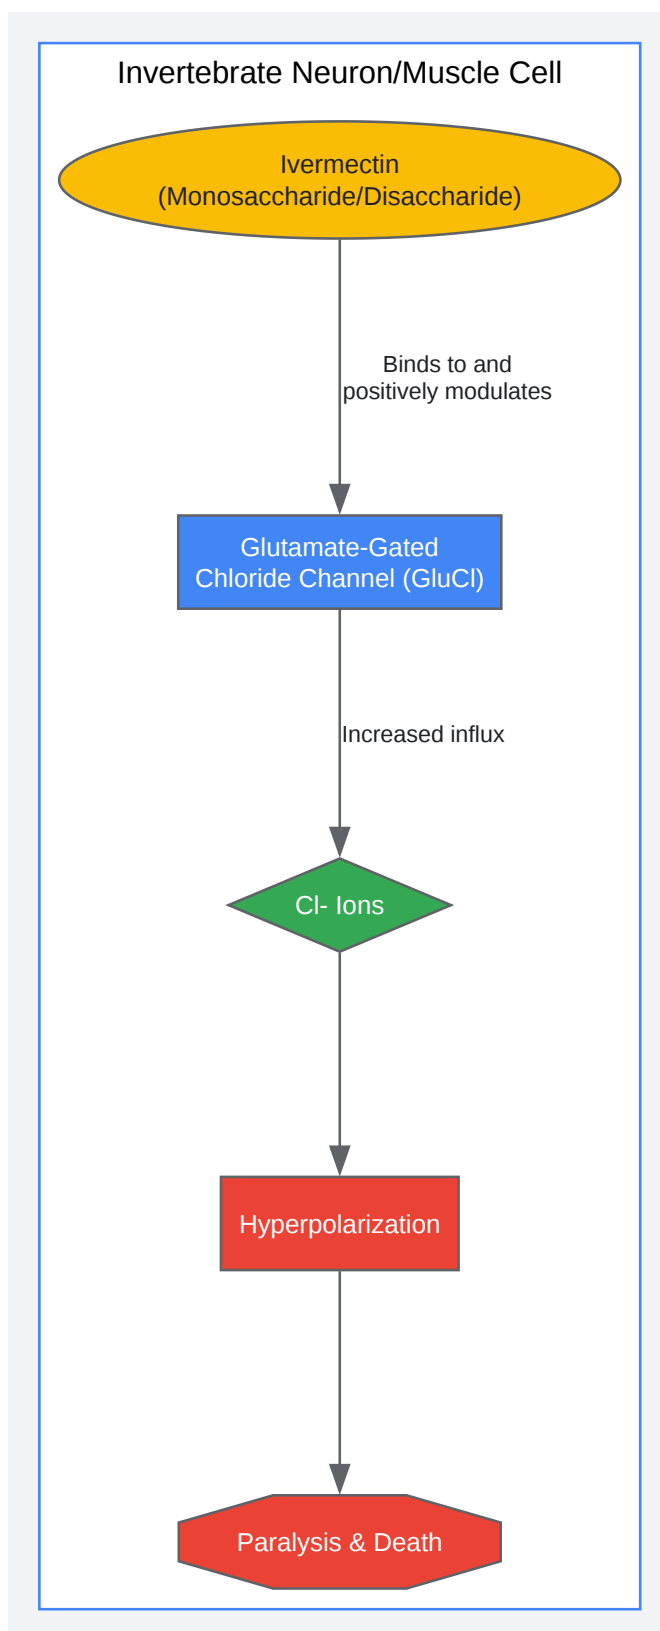 Invertebrate Neuron/Muscle Cell
Ivermectin
(Monosaccharide/Disaccharide)
Binds to and
positively modulates
Glutamate-Gated
Chloride Channel (GluCl)
Increased influx
Cl- Ions
Hyperpolarization
Paralysis & Death